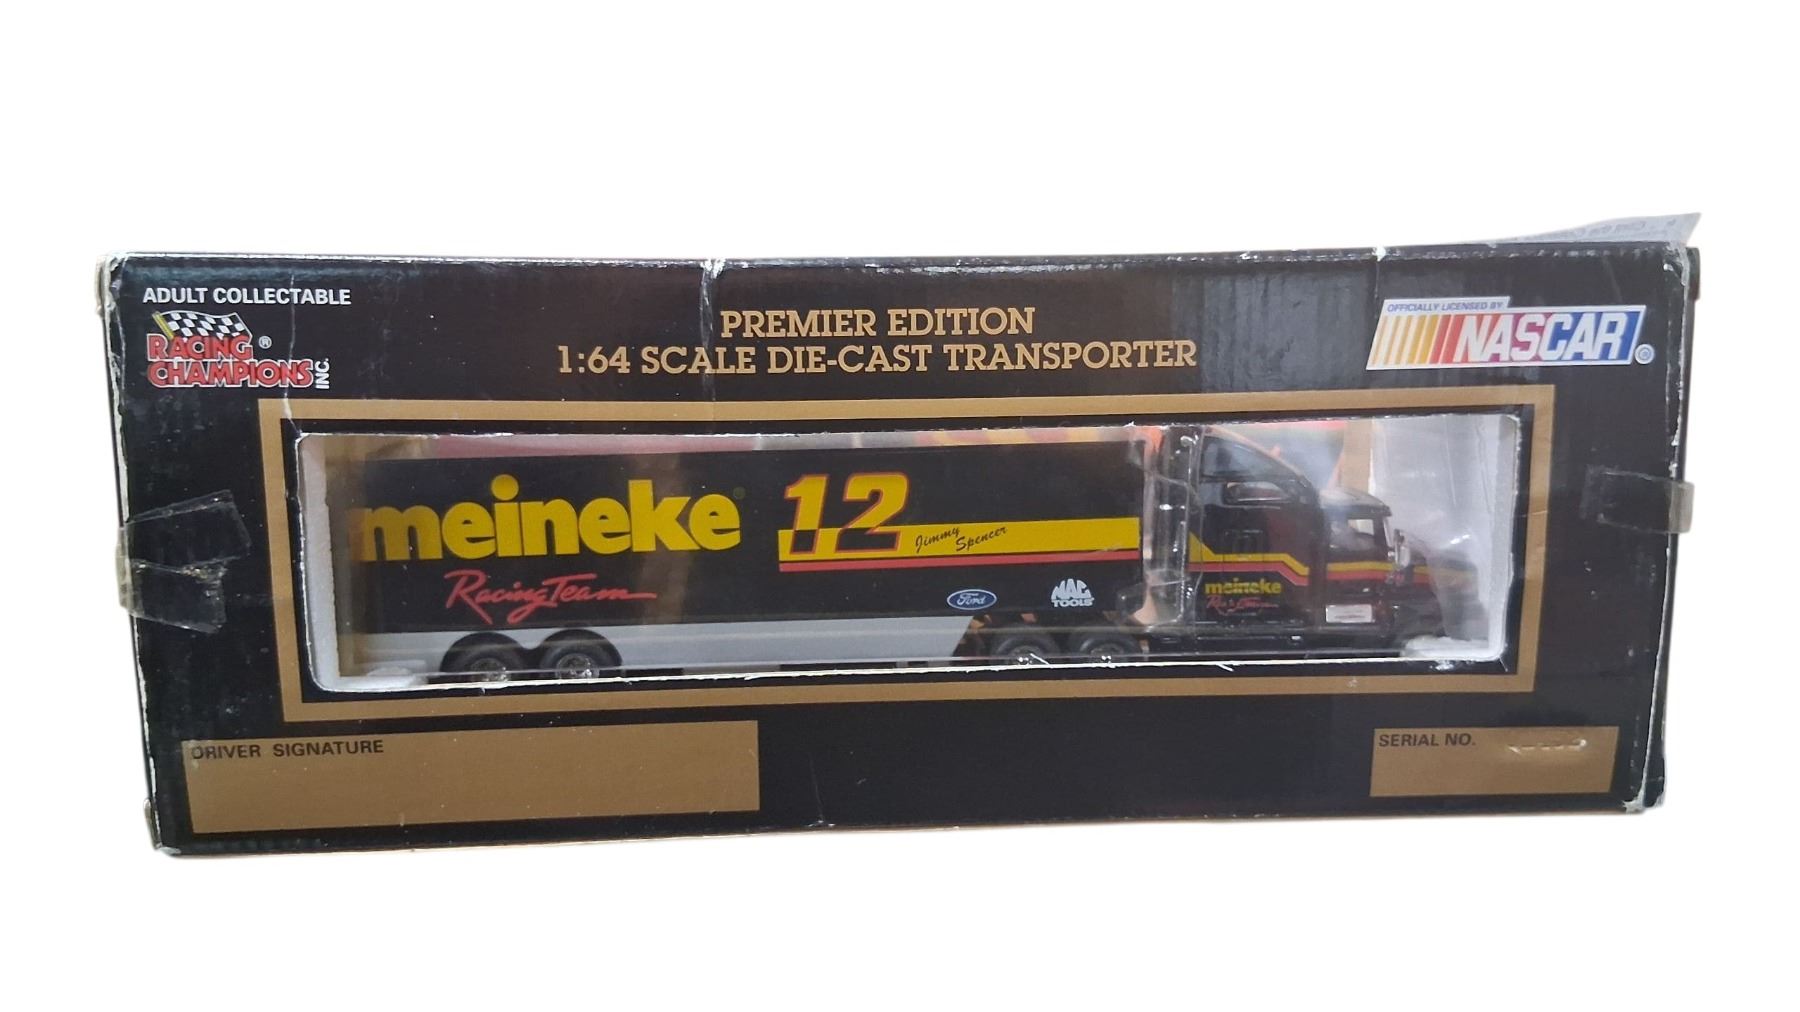 ADULT COLLECTABLE
RACING ®
CHAMPIONS INC.
PREMIER EDITION
1:64 SCALE DIE-CAST TRANSPORTER
OFFICIALLY LICENSED BY
NASCAR ®
meineke
12
Jimmy
Spencer
Racing Team
Ford
MAC
TOOLS
meineke
DRIVER SIGNATURE
SERIAL NO.